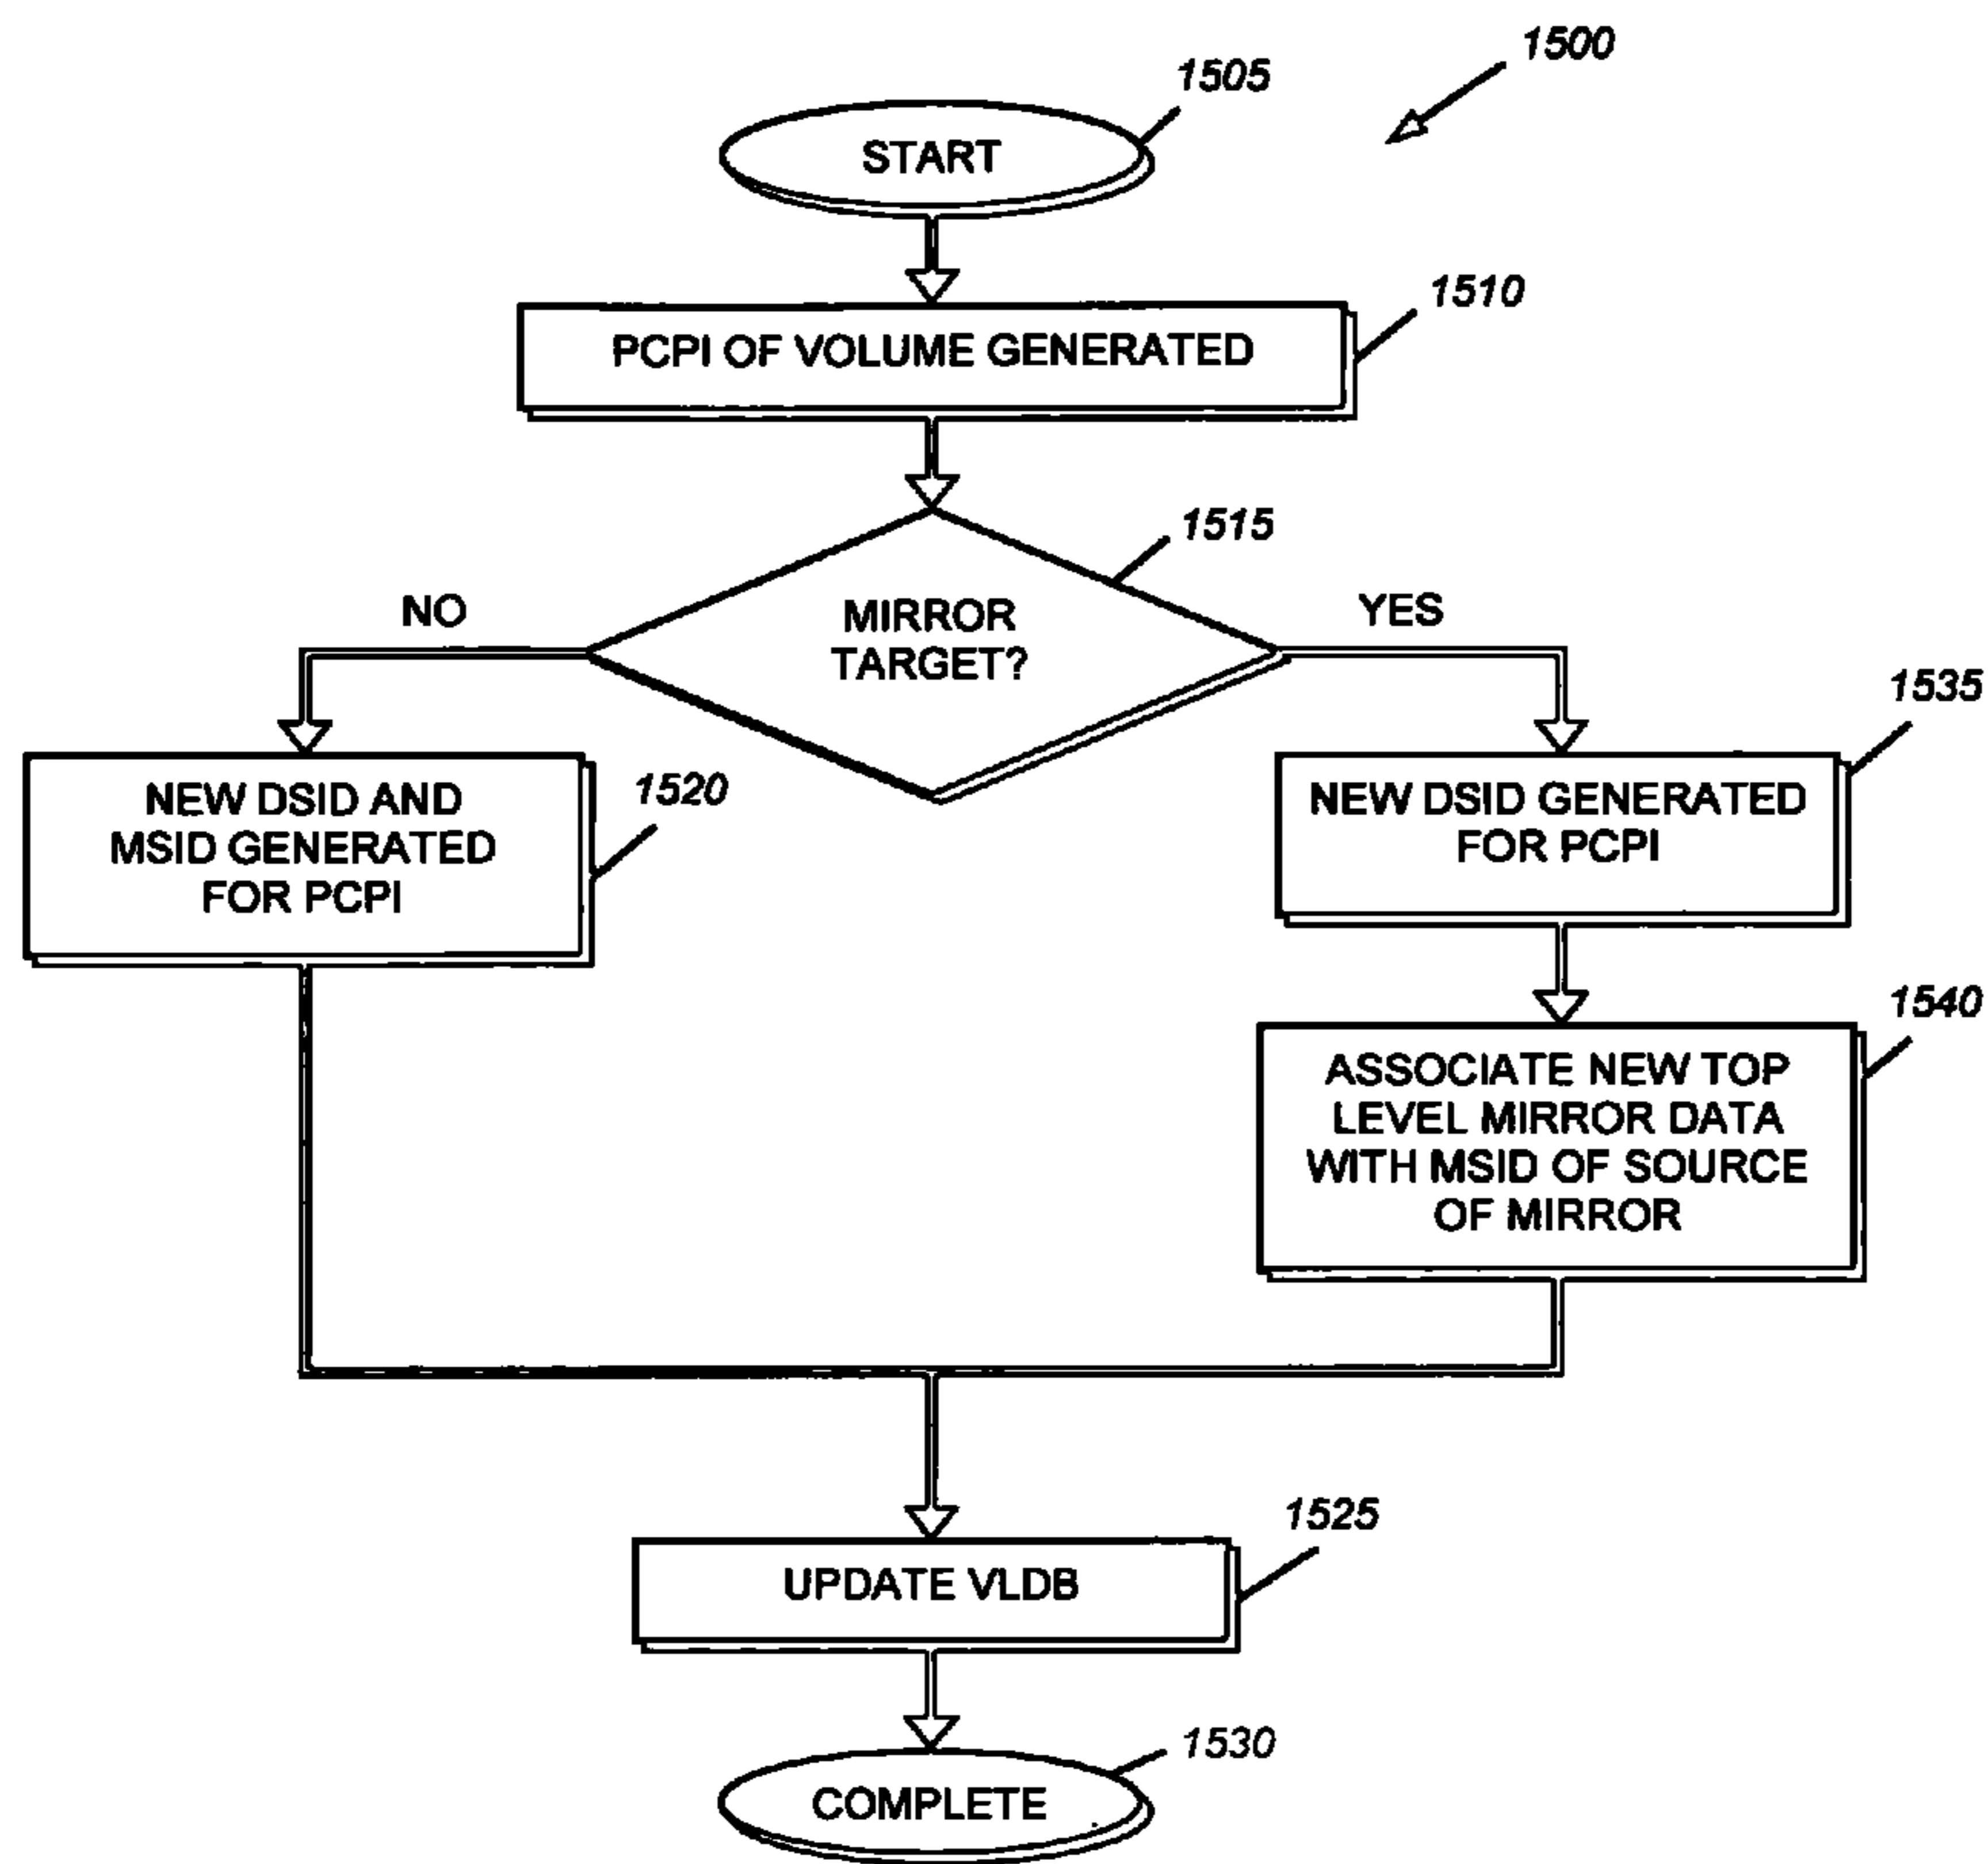 1500
1505
START
1510
PCPI OF VOLUME GENERATED
1515
MIRROR
TARGET?
NO
YES
1520
NEW DSID AND
MSID GENERATED
FOR PCPI
1535
NEW DSID GENERATED
FOR PCPI
1540
ASSOCIATE NEW TOP
LEVEL MIRROR DATA
WITH MSID OF SOURCE
OF MIRROR
1525
UPDATE VLDB
1530
COMPLETE